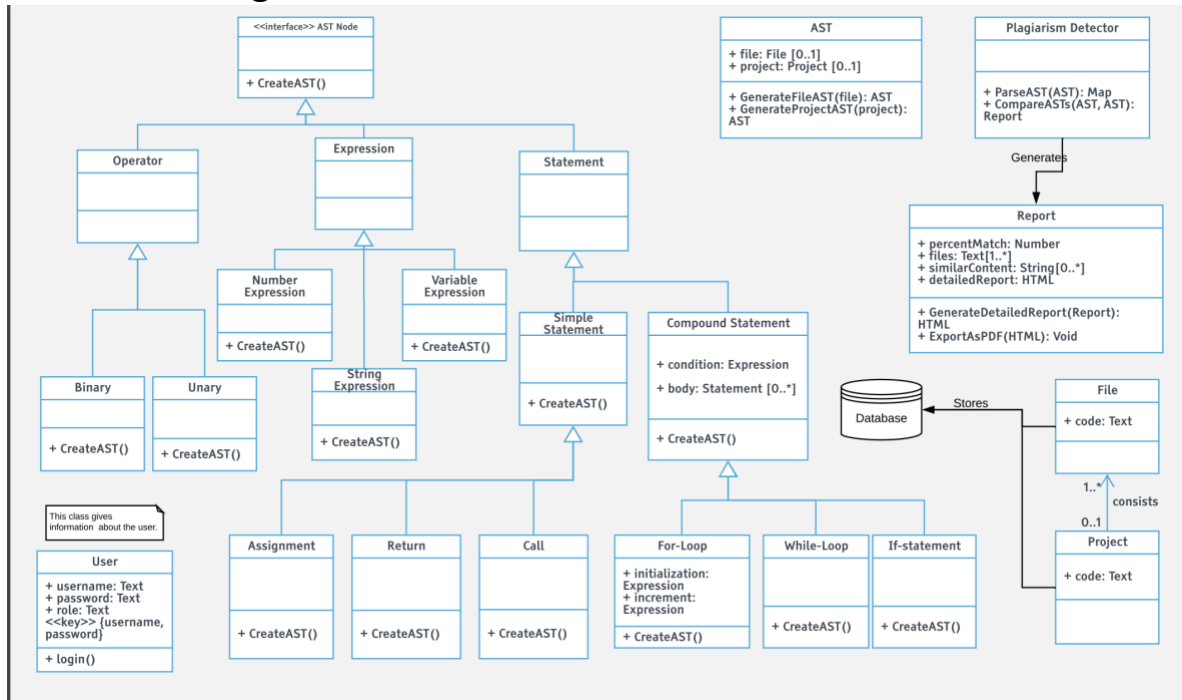 <<interface>> AST Node
+ CreateAST()
AST
+ file: File [0..1]
+ project: Project [0..1]
+ GenerateFileAST(file): AST
+ GenerateProjectAST(project):
AST
Plagiarism Detector
+ ParseAST(AST): Map
+ CompareASTs(AST, AST):
Report
Generates
Report
+ percentMatch: Number
+ files: Text[1..*]
+ similarContent: String[0..*]
+ detailedReport: HTML
+ GenerateDetailedReport(Report):
HTML
+ ExportAsPDF(HTML): Void
Operator
Expression
Statement
Number
Expression
+ CreateAST()
Variable
Expression
+ CreateAST()
String
Expression
+ CreateAST()
Binary
+ CreateAST()
Unary
+ CreateAST()
Simple
Statement
+ CreateAST()
Compound Statement
+ condition: Expression
+ body: Statement [0..*]
+ CreateAST()
Database
Stores
File
+ code: Text
1..*
consists
0..1
Project
+ code: Text
This class gives
information about the user.
User
+ username: Text
+ password: Text
+ role: Text
<<key>> {username,
password}
+ login()
Assignment
+ CreateAST()
Return
+ CreateAST()
Call
+ CreateAST()
For-Loop
+ initialization:
Expression
+ increment:
Expression
+ CreateAST()
While-Loop
+ CreateAST()
If-statement
+ CreateAST()